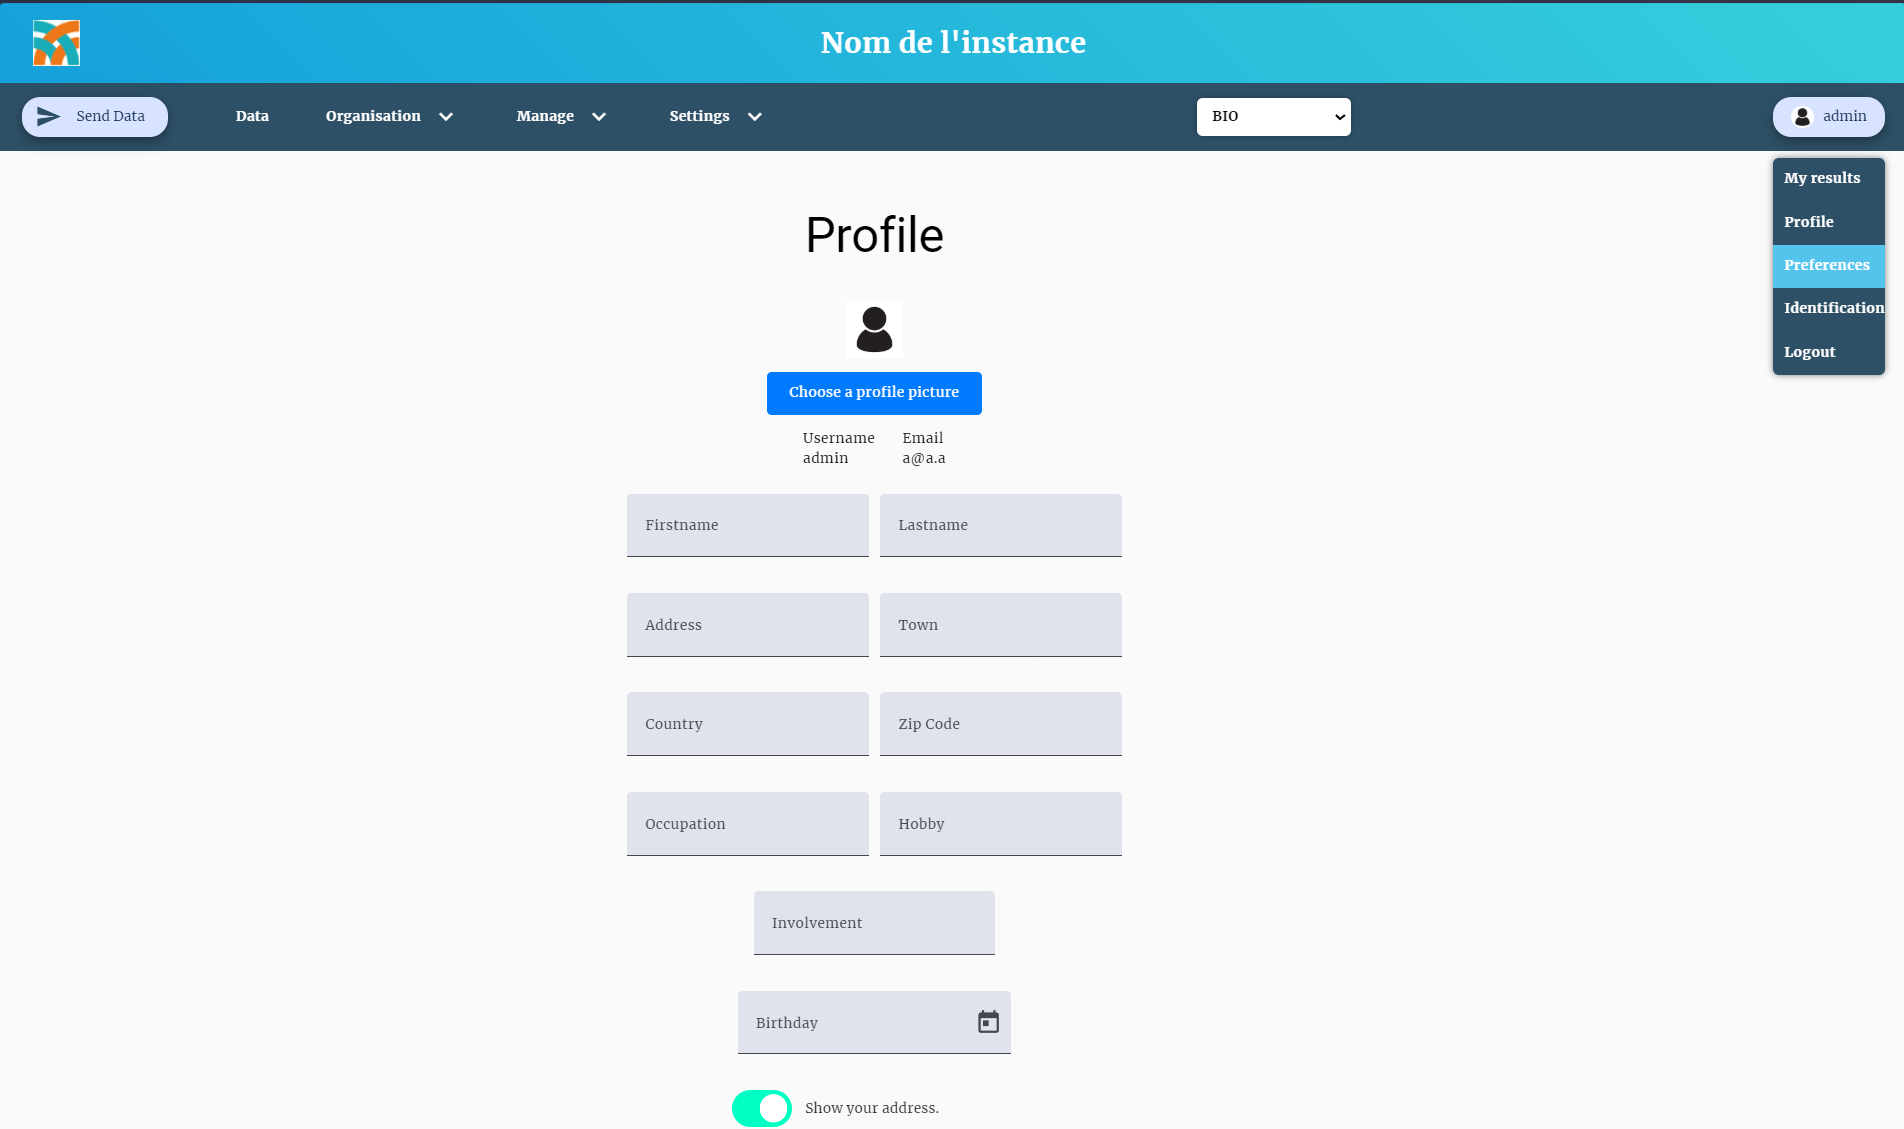 Nom de l'instance
Send Data
Data
Organisation
Manage
Settings
BIO
admin
My results
Profile
Preferences
Identification
Logout
Profile
Choose a profile picture
Username Email
admin a@a.a
Firstname Lastname
Address Town
Country Zip Code
Occupation Hobby
Involvement
Birthday
Show your address.